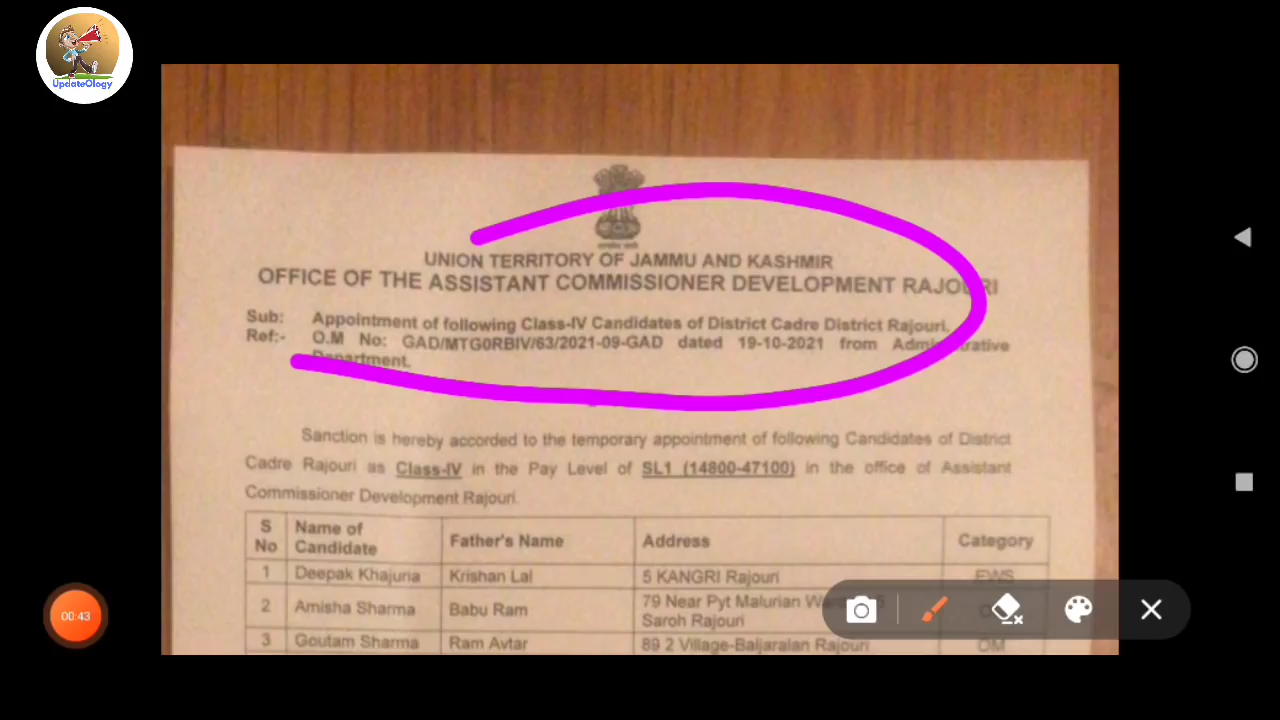 UpdateOlogy
UNION TERRITORY OF JAMMU AND KASHMIR
OFFICE OF THE ASSISTANT COMMISSIONER DEVELOPMENT RAJOURI
Sub: Appointment of following Class-IV Candidates of District Cadre District Rajouri.
Ref:- O.M No: GAD/MTG0RBIV/63/2021-09-GAD dated 19-10-2021 from Administrative
Department.
Sanction is hereby accorded to the temporary appointment of following Candidates of District
Cadre Rajouri as Class-IV in the Pay Level of SL1 (14800-47100) in the office of Assistant
Commissioner Development Rajouri.
S No Name of Candidate Father's Name Address Category
1 Deepak Khajuria Krishan Lal 5 KANGRI Rajouri EWS
2 Amisha Sharma Babu Ram 79 Near Pyt Malurian
Saroh Rajouri
3 Goutam Sharma Ram Avtar 89 2 Village-Baljaralan Rajouri OM
00:43